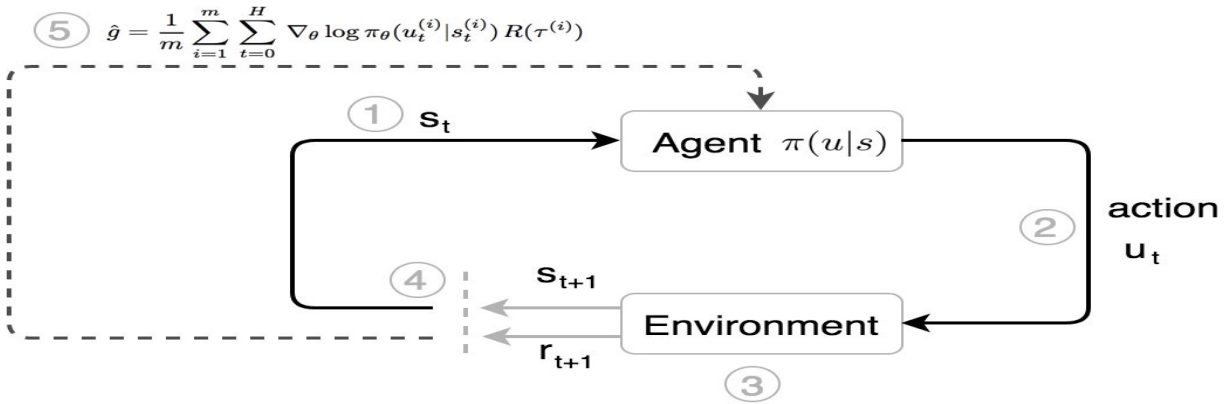 ⑤ ĝ = 1/m ∑_{i=1}^{m} ∑_{t=0}^{H} ∇_θ log π_θ(u_t^{(i)}|s_t^{(i)}) R(τ^{(i)})
① s_t
Agent π(u|s)
② action
u_t
④ s_{t+1}
Environment
r_{t+1}
③